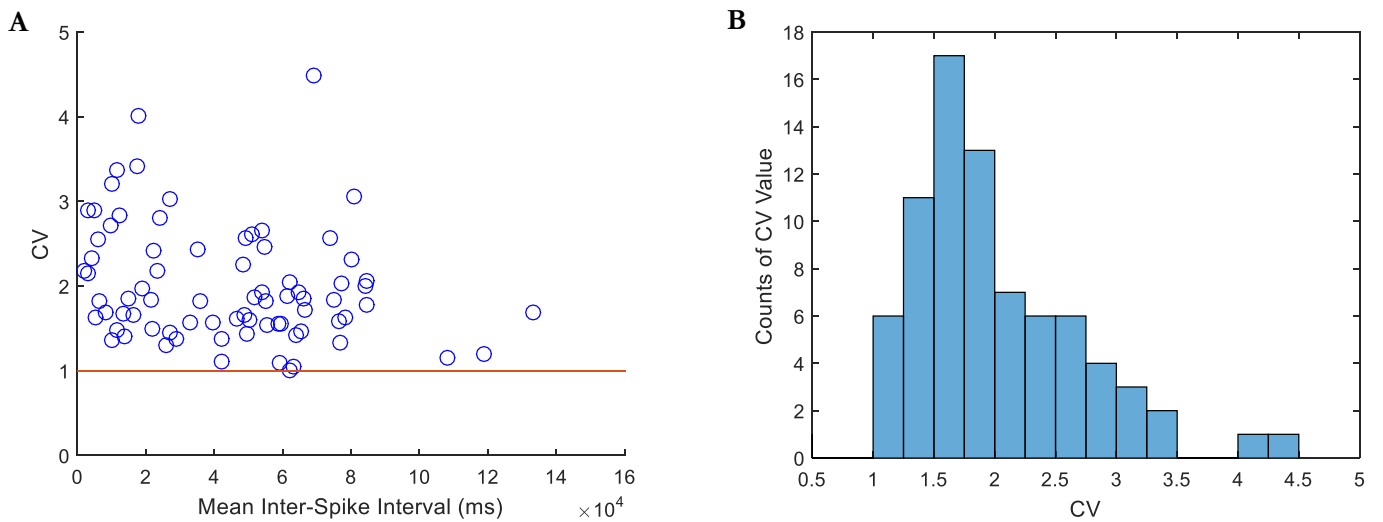 A
5
4
3
2
1
0
CV
0 2 4 6 8 10 12 14 16
Mean Inter-Spike Interval (ms)
×10⁴
B
18
16
14
12
10
8
6
4
2
0
Counts of CV Value
0.5 1 1.5 2 2.5 3 3.5 4 4.5 5
CV